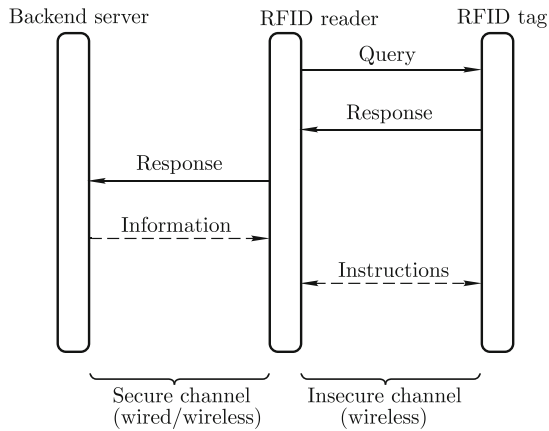 Backend server
RFID reader
RFID tag
Query
Response
Response
Information
Instructions
Secure channel
(wired/wireless)
Insecure channel
(wireless)